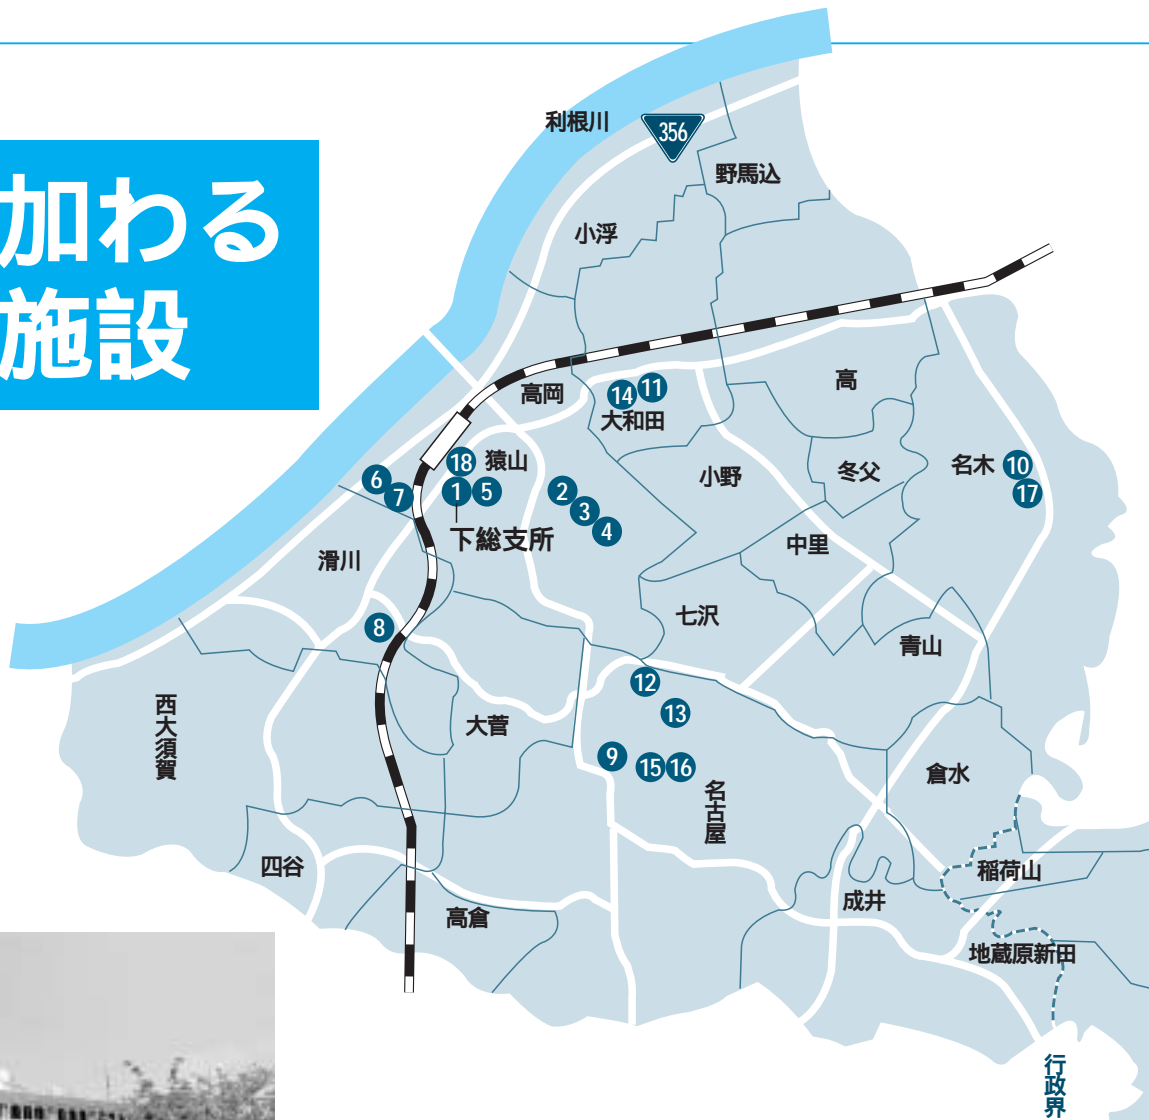 加わる
施設
利根川
356
野馬込
小浮
高岡
14
11
大和田
高
18
猿山
6
7
1
5
2
3
4
下総支所
小野
冬父
名木
10
17
中里
滑川
七沢
8
青山
12
13
西大須賀
大菅
9
15
16
名古屋
倉水
四谷
稲荷山
成井
高倉
地蔵原新田
行政界